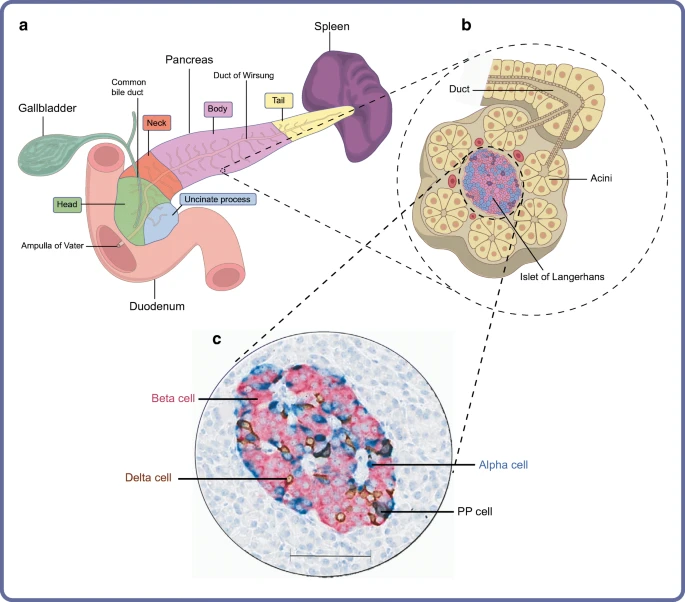 a
Spleen
b
Pancreas
Duct of Wirsung
Common
bile duct
Gallbladder
Neck
Body
Tail
Duct
Head
Uncinate process
Acini
Ampulla of Vater
Islet of Langerhans
Duodenum
c
Beta cell
Delta cell
Alpha cell
PP cell